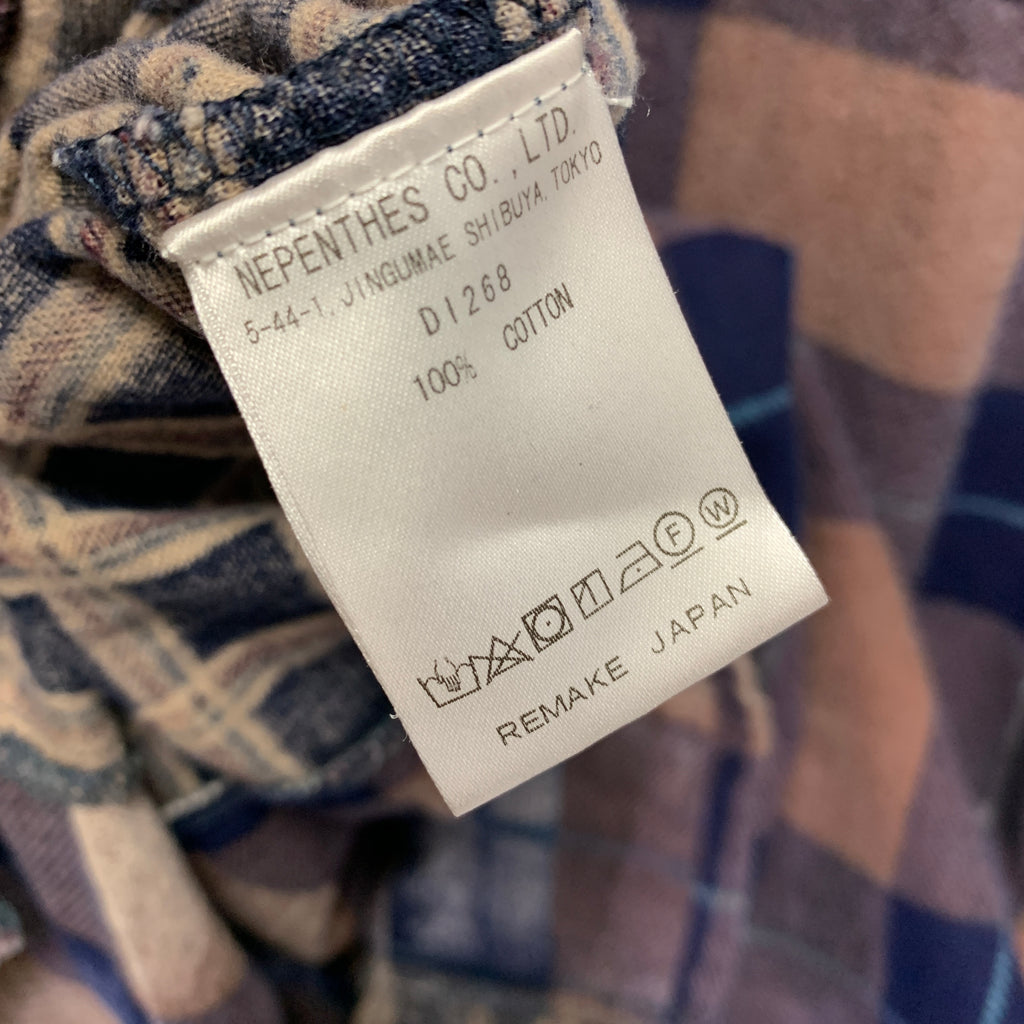 NEPENTHES CO., LTD.
5-44-1, JINGUMAE SHIBUYA, TOKYO
DI268
100% COTTON
F W
REMAKE JAPAN